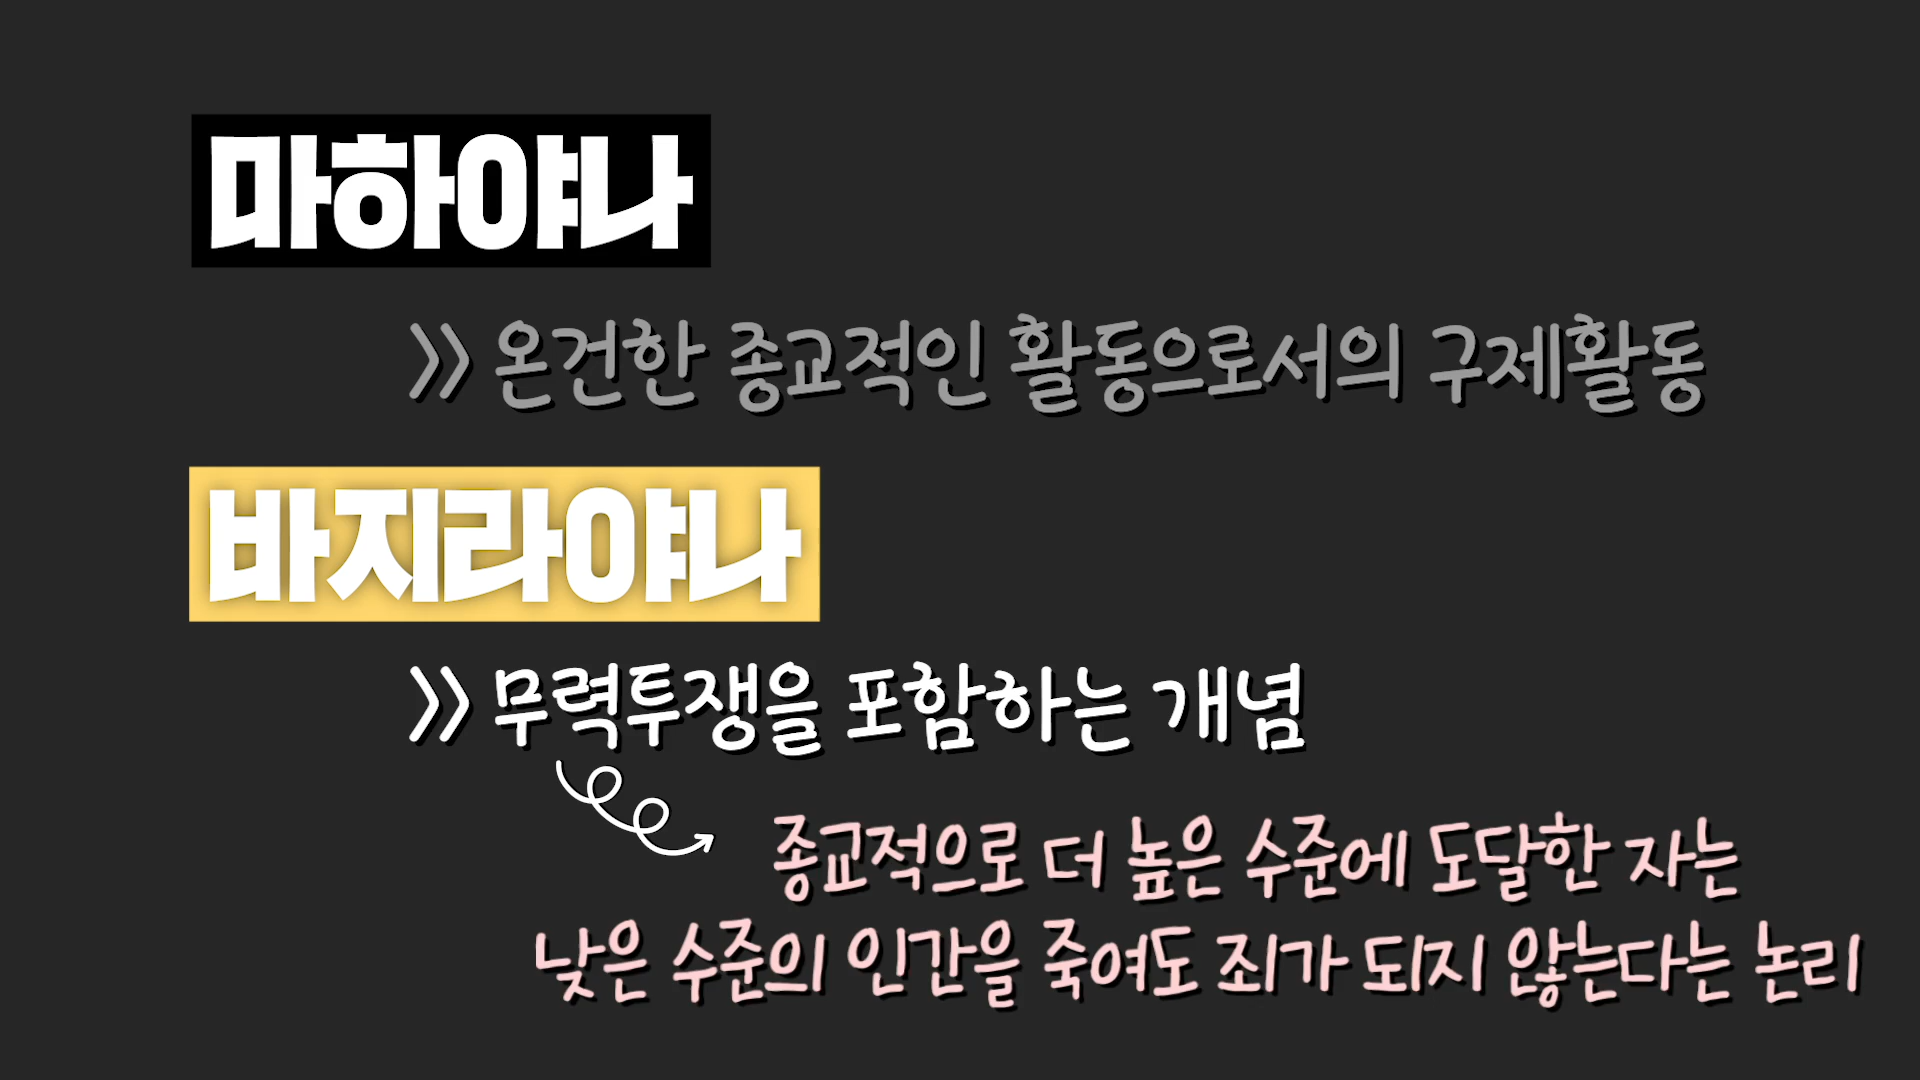 마하야나
>> 온건한 종교적인 활동으로서의 구제활동
바지라야나
>> 무력투쟁을 포함하는 개념
종교적으로 더 높은 수준에 도달한 자는
낮은 수준의 인간을 죽여도 죄가 되지 않는다는 논리